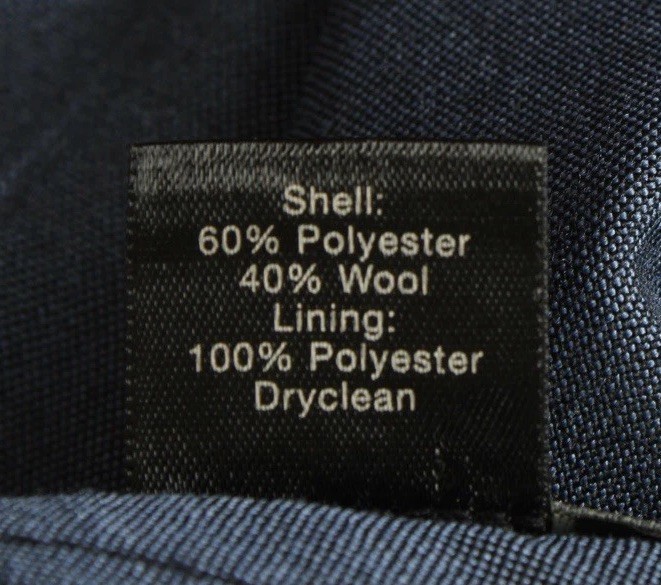 Shell:
60% Polyester
40% Wool
Lining:
100% Polyester
Dryclean